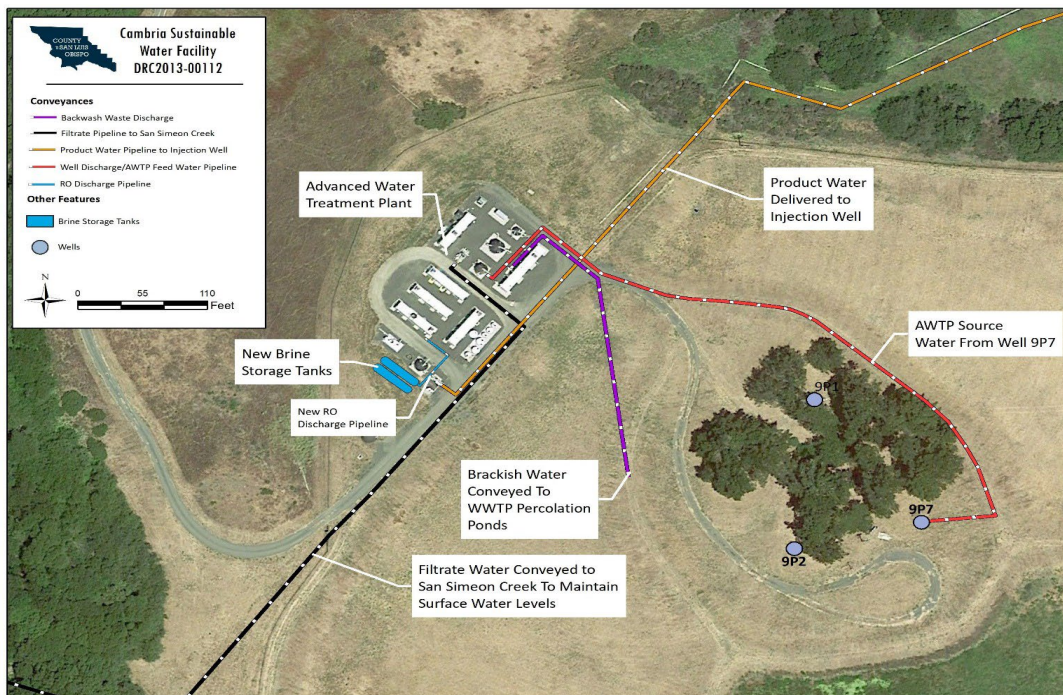 COUNTY
OF SAN LUIS
OBISPO
Cambria Sustainable
Water Facility
DRC2013-00112
Conveyances
Backwash Waste Discharge
Filtrate Pipeline to San Simeon Creek
Product Water Pipeline to Injection Well
Well Discharge/AWTP Feed Water Pipeline
RO Discharge Pipeline
Other Features
Brine Storage Tanks
Wells
N
0 55 110
Feet
Advanced Water
Treatment Plant
Product Water
Delivered to
Injection Well
AWTP Source
Water From Well 9P7
New Brine
Storage Tanks
New RO
Discharge Pipeline
9P1
Brackish Water
Conveyed To
WWTP Percolation
Ponds
9P7
9P2
Filtrate Water Conveyed to
San Simeon Creek To Maintain
Surface Water Levels